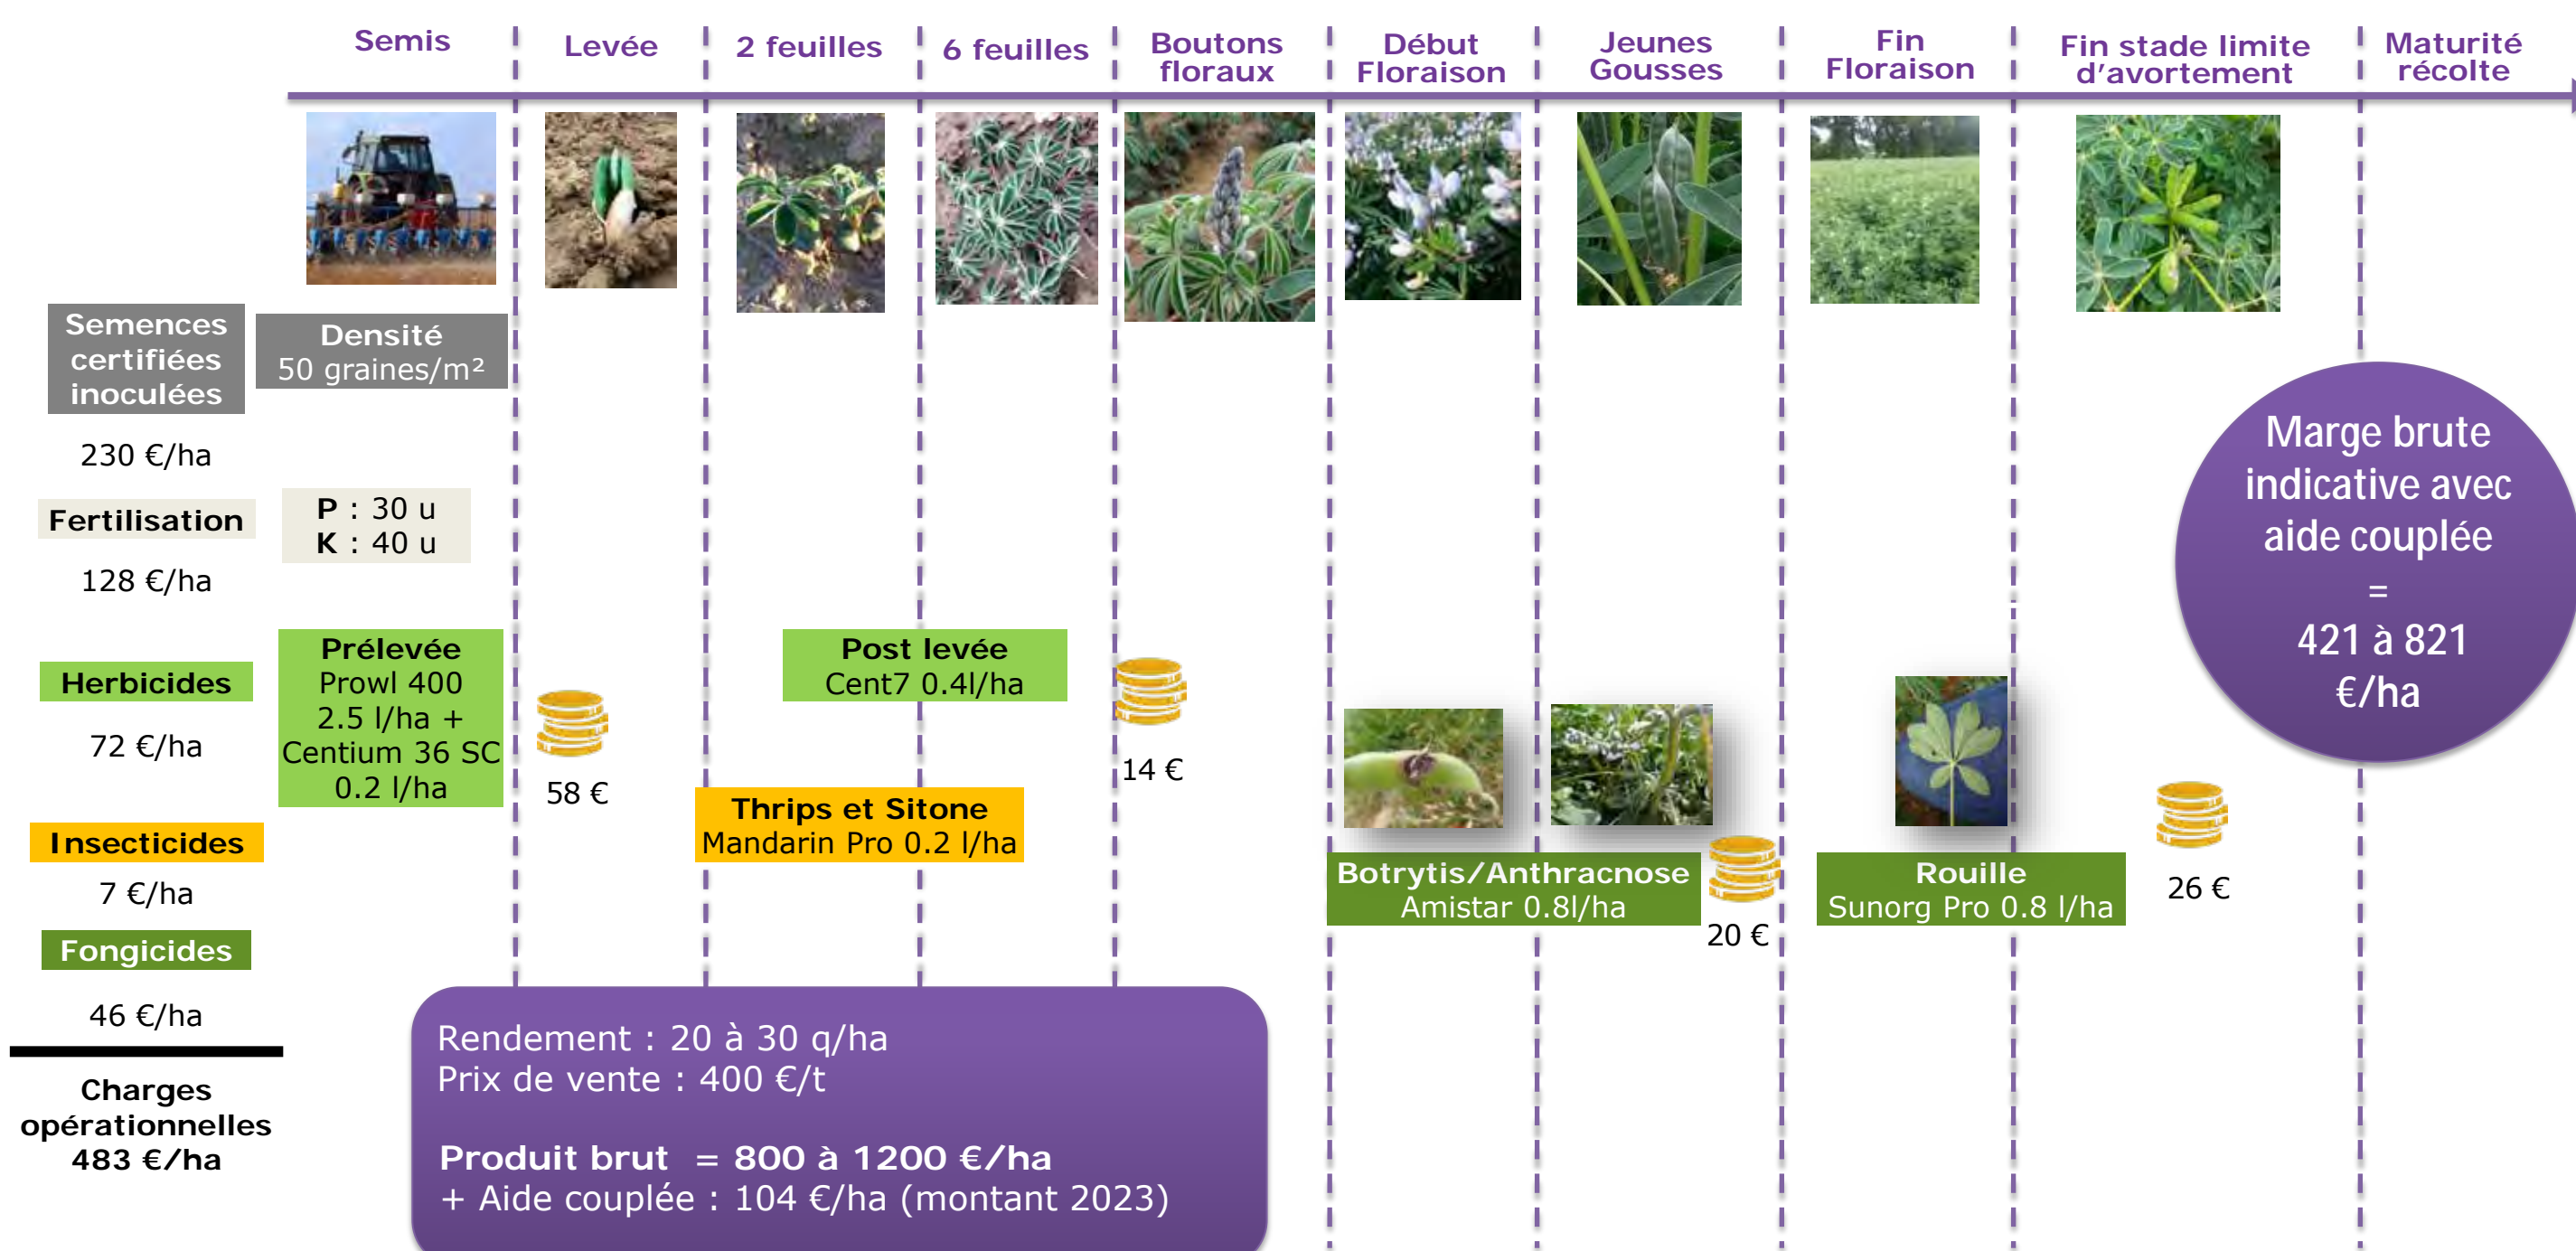 Semis
Levée
2 feuilles
6 feuilles
Boutons
floraux
Début
Floraison
Jeunes
Gousses
Fin
Floraison
Fin stade limite
d'avortement
Maturité
récolte
Semences
certifiées
inoculées
230 €/ha
Densité
50 graines/m²
Fertilisation
128 €/ha
P : 30 u
K : 40 u
Herbicides
72 €/ha
Prélevée
Prowl 400
2.5 l/ha +
Centium 36 SC
0.2 l/ha
58 €
Post levée
Cent7 0.4l/ha
14 €
Insecticides
7 €/ha
Thrips et Sitone
Mandarin Pro 0.2 l/ha
Fongicides
46 €/ha
Botrytis/Anthracnose
Amistar 0.8l/ha
20 €
Rouille
Sunorg Pro 0.8 l/ha
26 €
Charges
opérationnelles
483 €/ha
Rendement : 20 à 30 q/ha
Prix de vente : 400 €/t
Produit brut = 800 à 1200 €/ha
+ Aide couplée : 104 €/ha (montant 2023)
Marge brute
indicative avec
aide couplée
=
421 à 821
€/ha